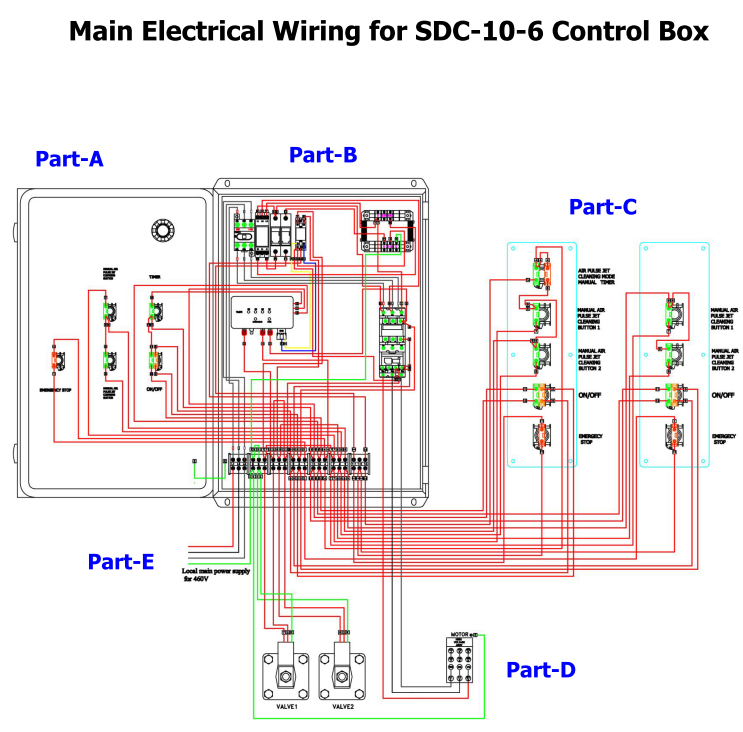 Main Electrical Wiring for SDC-10-6 Control Box
Part-A
Part-B
Part-C
TIMER
EMERGENCY STOP
ON/OFF
AIR PULSE JET
CLEANING MODE
MANUAL TIMER
MANUAL AIR
PULSE JET
CLEANING
BUTTON 1
MANUAL AIR
PULSE JET
CLEANING
BUTTON 2
ON/OFF
EMERGECY
STOP
MANUAL AIR
PULSE JET
CLEANING
BUTTON 1
MANUAL AIR
PULSE JET
CLEANING
BUTTON 2
ON/OFF
EMERGECY
STOP
Part-E
Local main power supply
for 460V
MOTOR
Part-D
VALVE1
VALVE2